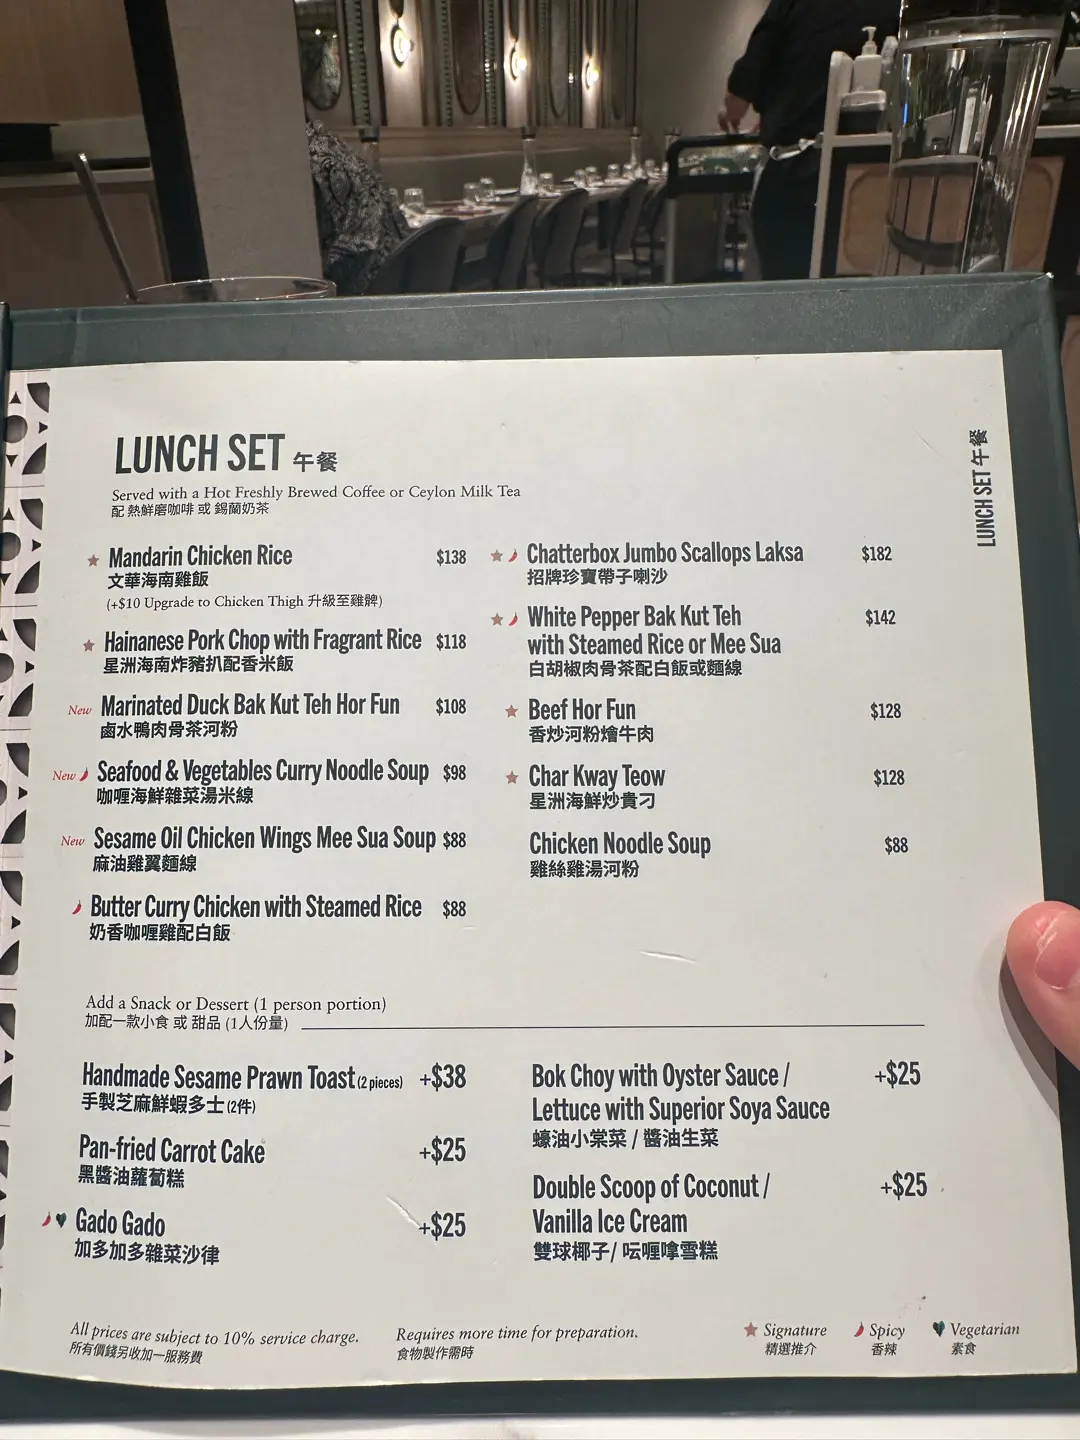 LUNCH SET 午餐
Served with a Hot Freshly Brewed Coffee or Ceylon Milk Tea
配 熱鮮磨咖啡 或 錫蘭奶茶
Mandarin Chicken Rice $138
文華海南雞飯
(+$10 Upgrade to Chicken Thigh 升級至雞髀)
Hainanese Pork Chop with Fragrant Rice $118
星洲海南炸豬扒配香米飯
New Marinated Duck Bak Kut Teh Hor Fun $108
鹵水鴨肉骨茶河粉
New Seafood & Vegetables Curry Noodle Soup $98
咖喱海鮮雜菜湯米線
New Sesame Oil Chicken Wings Mee Sua Soup $88
麻油雞翼麵線
Butter Curry Chicken with Steamed Rice $88
奶香咖喱雞配白飯
Chatterbox Jumbo Scallops Laksa $182
招牌珍寶帶子喇沙
White Pepper Bak Kut Teh $142
with Steamed Rice or Mee Sua
白胡椒肉骨茶配白飯或麵線
Beef Hor Fun $128
香炒河粉燴牛肉
Char Kway Teow $128
星洲海鮮炒貴刁
Chicken Noodle Soup $88
雞絲雞湯河粉
LUNCH SET 午餐
Add a Snack or Dessert (1 person portion)
加配一款小食 或 甜品 (1人份量)
Handmade Sesame Prawn Toast (2 pieces) +$38
手製芝麻鮮蝦多士 (2件)
Pan-fried Carrot Cake +$25
黑醬油蘿蔔糕
Gado Gado +$25
加多加多雜菜沙律
Bok Choy with Oyster Sauce / +$25
Lettuce with Superior Soya Sauce
蠔油小棠菜 / 醬油生菜
Double Scoop of Coconut / +$25
Vanilla Ice Cream
雙球椰子/ 呍喱嗱雪糕
All prices are subject to 10% service charge.
所有價錢另收加一服務費
Requires more time for preparation.
食物製作需時
Signature
精選推介
Spicy
香辣
Vegetarian
素食